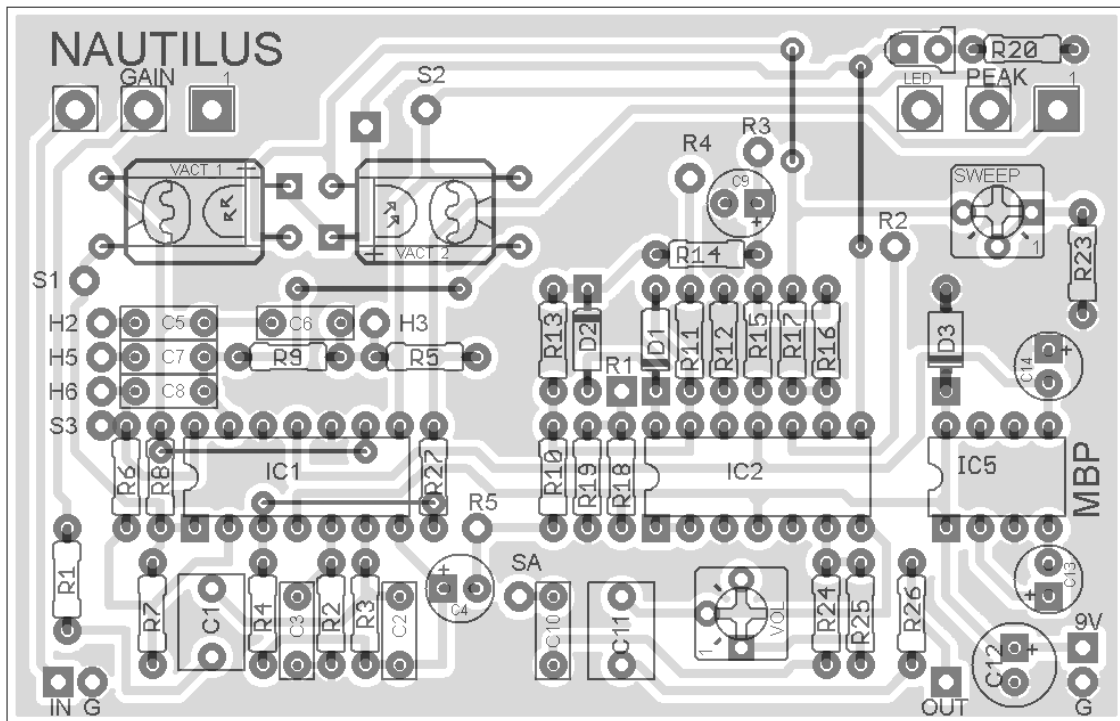 NAUTILUS
GAIN
1
S2
LED
PEAK
1
R20
VACT 1
VACT 2
R4
R3
C9
SWEEP
1
R2
R14
R23
S1
H2
C5
C6
H3
H5
C7
R9
R5
H6
C8
S3
R13
D2
R1
D1
R11
R12
R15
R17
R16
D3
C14
R6
R8
IC1
R27
R10
R19
R18
IC2
IC5
MBP
R5
SA
R1
R7
C1
R4
C3
R2
R3
C2
C4
C10
C11
VOL
1
R24
R25
R26
C13
C12
9V
IN
G
OUT
G